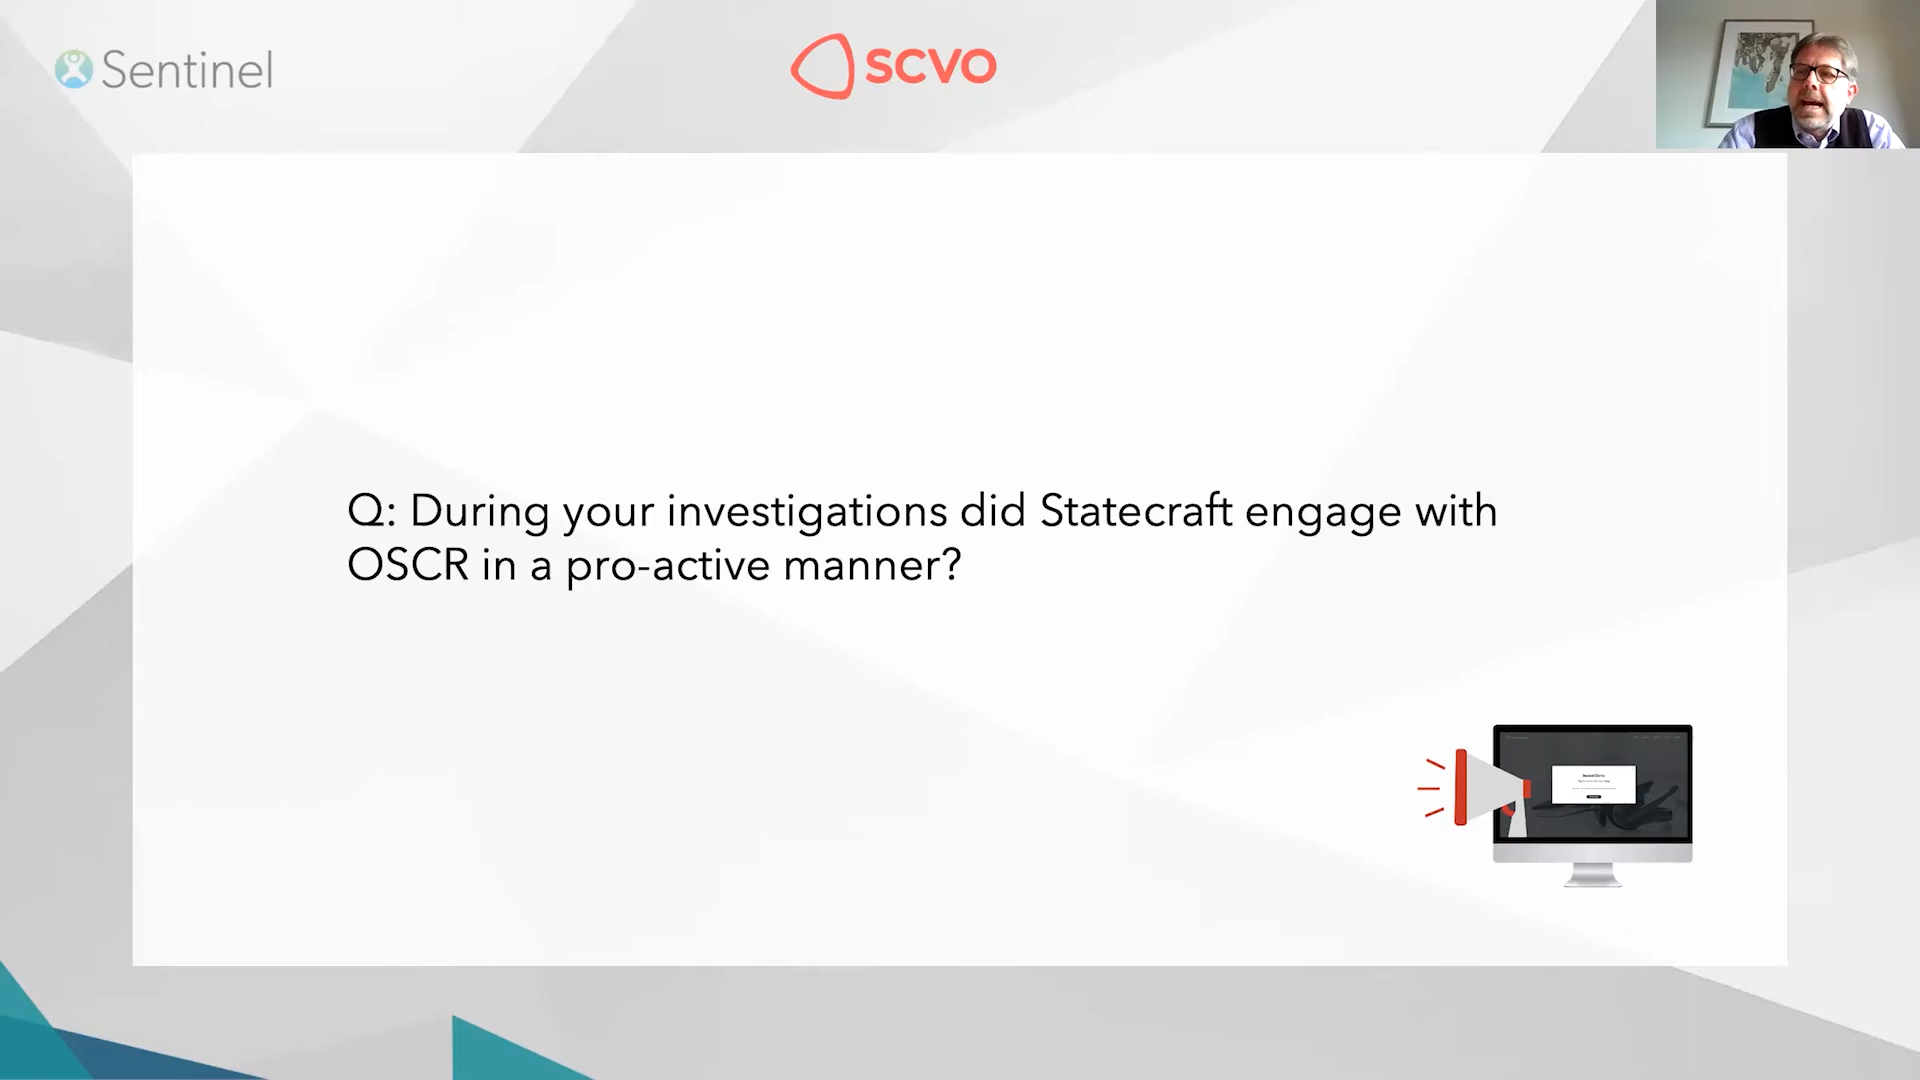 Sentinel
scvo
Q: During your investigations did Statecraft engage with
OSCR in a pro-active manner?